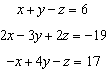 x + y − z = 6
2x − 3y + 2z = −19
−x + 4y − z = 17